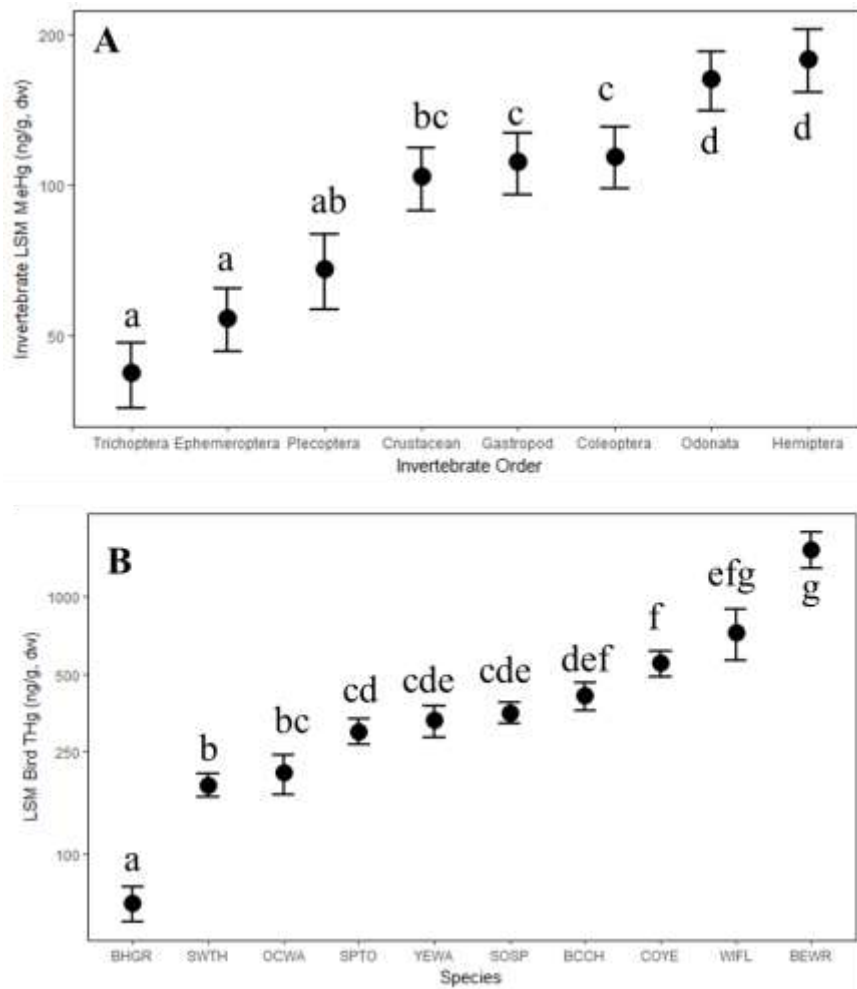 A
Invertebrate LSM MeHg (ng/g, dw)
200
100
50
a
a
ab
bc
c
c
d
d
Trichoptera Ephemeroptera Plecoptera Crustacean Gastropod Coleoptera Odonata Hemiptera
Invertebrate Order
B
LSM Bird THg (ng/g, dw)
1000
500
250
100
a
b
bc
cd
cde
cde
def
f
efg
g
BHGR SWTH OCWA SPTO YEWA SOSP BCCH COYE WIFL BEWR
Species